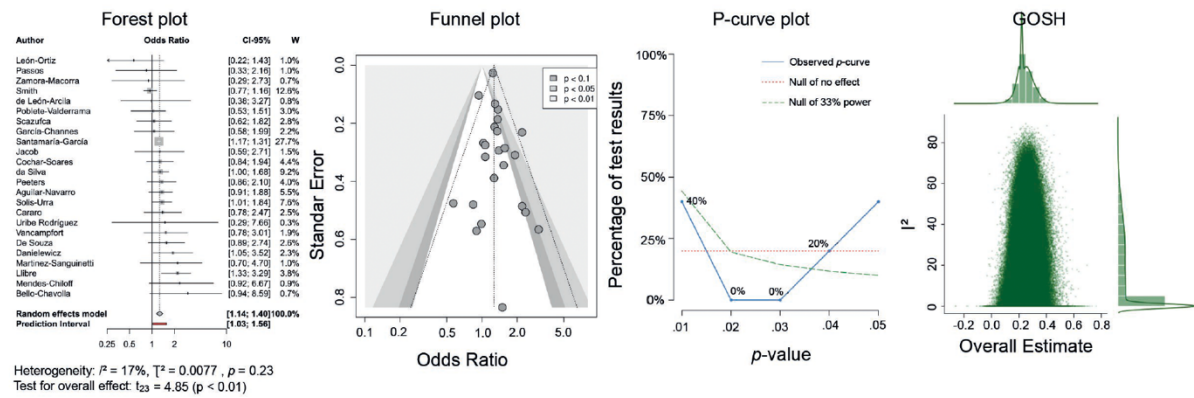 Forest plot
Author Odds Ratio CI-95% W
León-Ortiz [0.22; 1.43] 1.0%
Passos [0.33; 2.16] 1.0%
Zamora-Macorra [0.29; 2.73] 0.7%
Smith [0.77; 1.16] 12.6%
de León-Arcila [0.38; 3.27] 0.8%
Poblete-Valderrama [0.53; 1.51] 3.0%
Scazufca [0.62; 1.82] 2.8%
García-Channes [0.58; 1.99] 2.2%
Santamaría-García [1.17; 1.31] 27.7%
Jacob [0.59; 2.71] 1.5%
Cochar-Soares [0.84; 1.94] 4.4%
da Silva [1.00; 1.68] 9.6%
Peeters [0.86; 2.10] 4.0%
Aguilar-Navarro [0.91; 1.88] 5.5%
Solis-Urra [1.01; 1.84] 7.6%
Cararo [0.78; 2.47] 2.5%
Uribe Rodríguez [0.29; 7.66] 0.3%
Vancampfort [0.78; 3.01] 1.9%
De Souza [0.89; 2.74] 2.6%
Danielewicz [1.05; 3.52] 2.3%
Martinez-Sanguinetti [0.70; 4.70] 1.0%
Llibre [1.33; 3.29] 3.8%
Mendes-Chiloff [0.92; 6.67] 0.9%
Bello-Chavolla [0.94; 8.59] 0.7%
Random effects model [1.14; 1.40]100.0%
Prediction Interval [1.03; 1.56]
0.25 0.5 1 2 10
Heterogeneity: I² = 17%, T² = 0.0077 , p = 0.23
Test for overall effect: t23 = 4.85 (p < 0.01)
Funnel plot
p < 0.1
p < 0.05
p < 0.01
Standar Error
0.0
0.2
0.4
0.6
0.8
0.1 0.2 0.5 1.0 2.0 5.0
Odds Ratio
P-curve plot
Percentage of test results
100%
75%
50%
25%
0%
Observed p-curve
Null of no effect
Null of 33% power
40%
0%
0%
20%
.01 .02 .03 .04 .05
p-value
GOSH
I²
80
60
40
20
0
-0.2 0.0 0.2 0.4 0.6 0.8
Overall Estimate